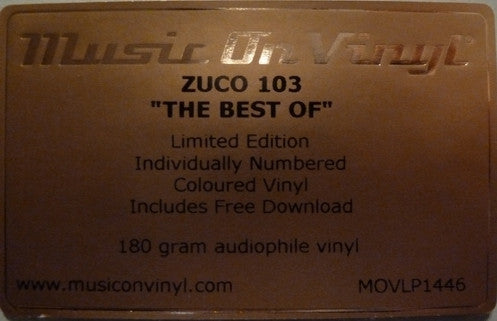 Music On Vinyl®
ZUCO 103
"THE BEST OF"
Limited Edition
Individually Numbered
Coloured Vinyl
Includes Free Download
180 gram audiophile vinyl
www.musiconvinyl.com MOVLP1446